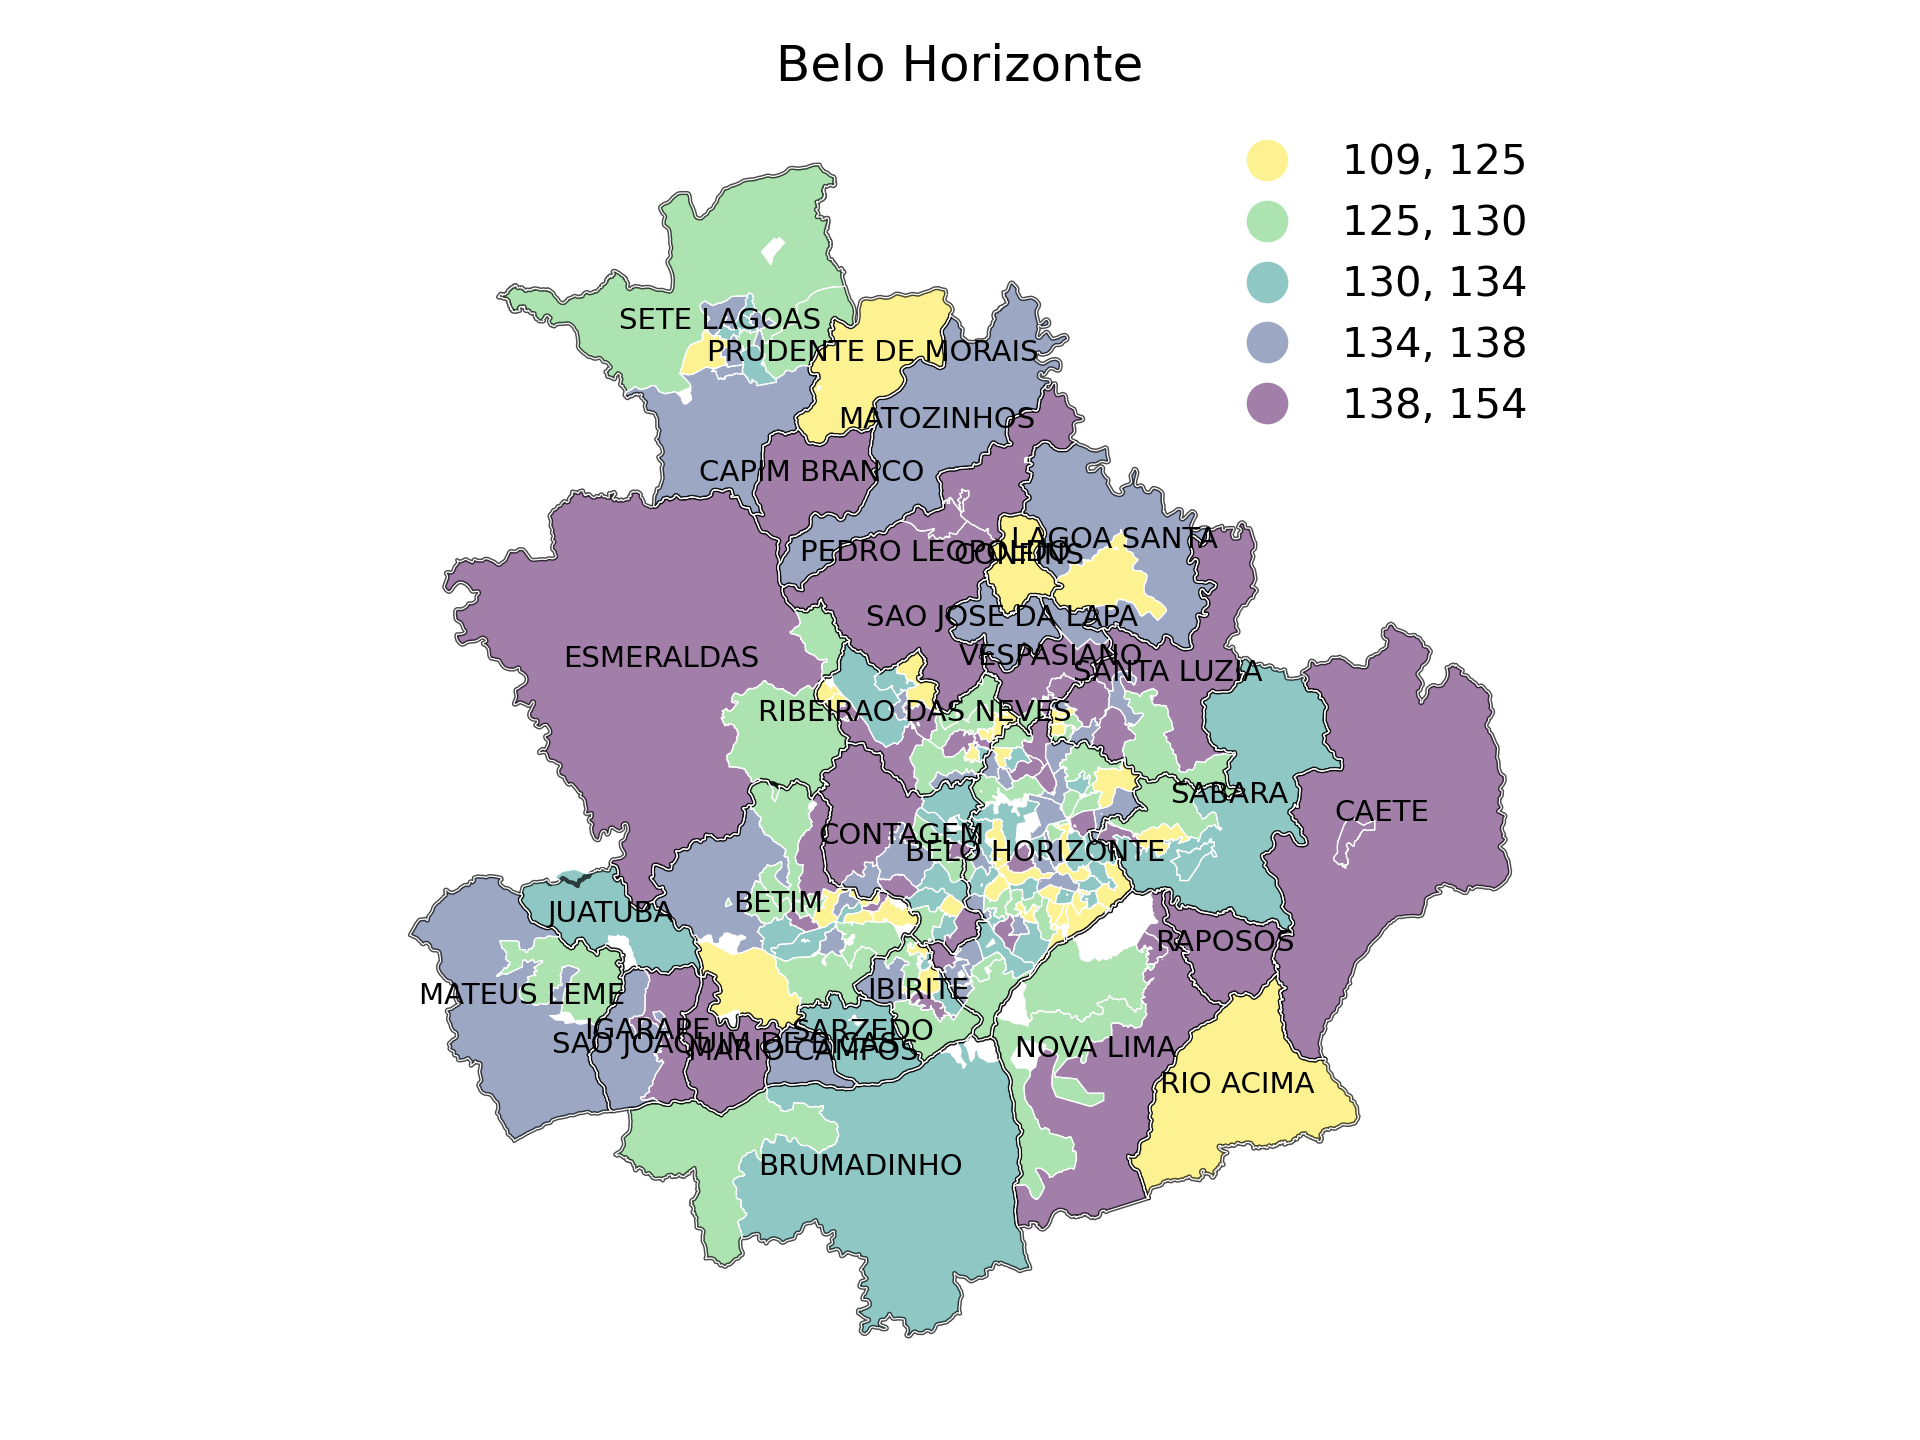 Belo Horizonte
109, 125
125, 130
130, 134
134, 138
138, 154
SETE LAGOAS
PRUDENTE DE MORAIS
MATOZINHOS
CAPIM BRANCO
LAGOA SANTA
PEDRO LEOPOLDO
CONFINS
SAO JOSE DA LAPA
VESPASIANO
ESMERALDAS
SANTA LUZIA
RIBEIRAO DAS NEVES
SABARA
CAETE
CONTAGEM
BELO HORIZONTE
BETIM
JUATUBA
RAPOSOS
IBIRITE
MATEUS LEME
IGARAPE
SARZEDO
SAO JOAQUIM DE BICAS
MARIO CAMPOS
NOVA LIMA
RIO ACIMA
BRUMADINHO